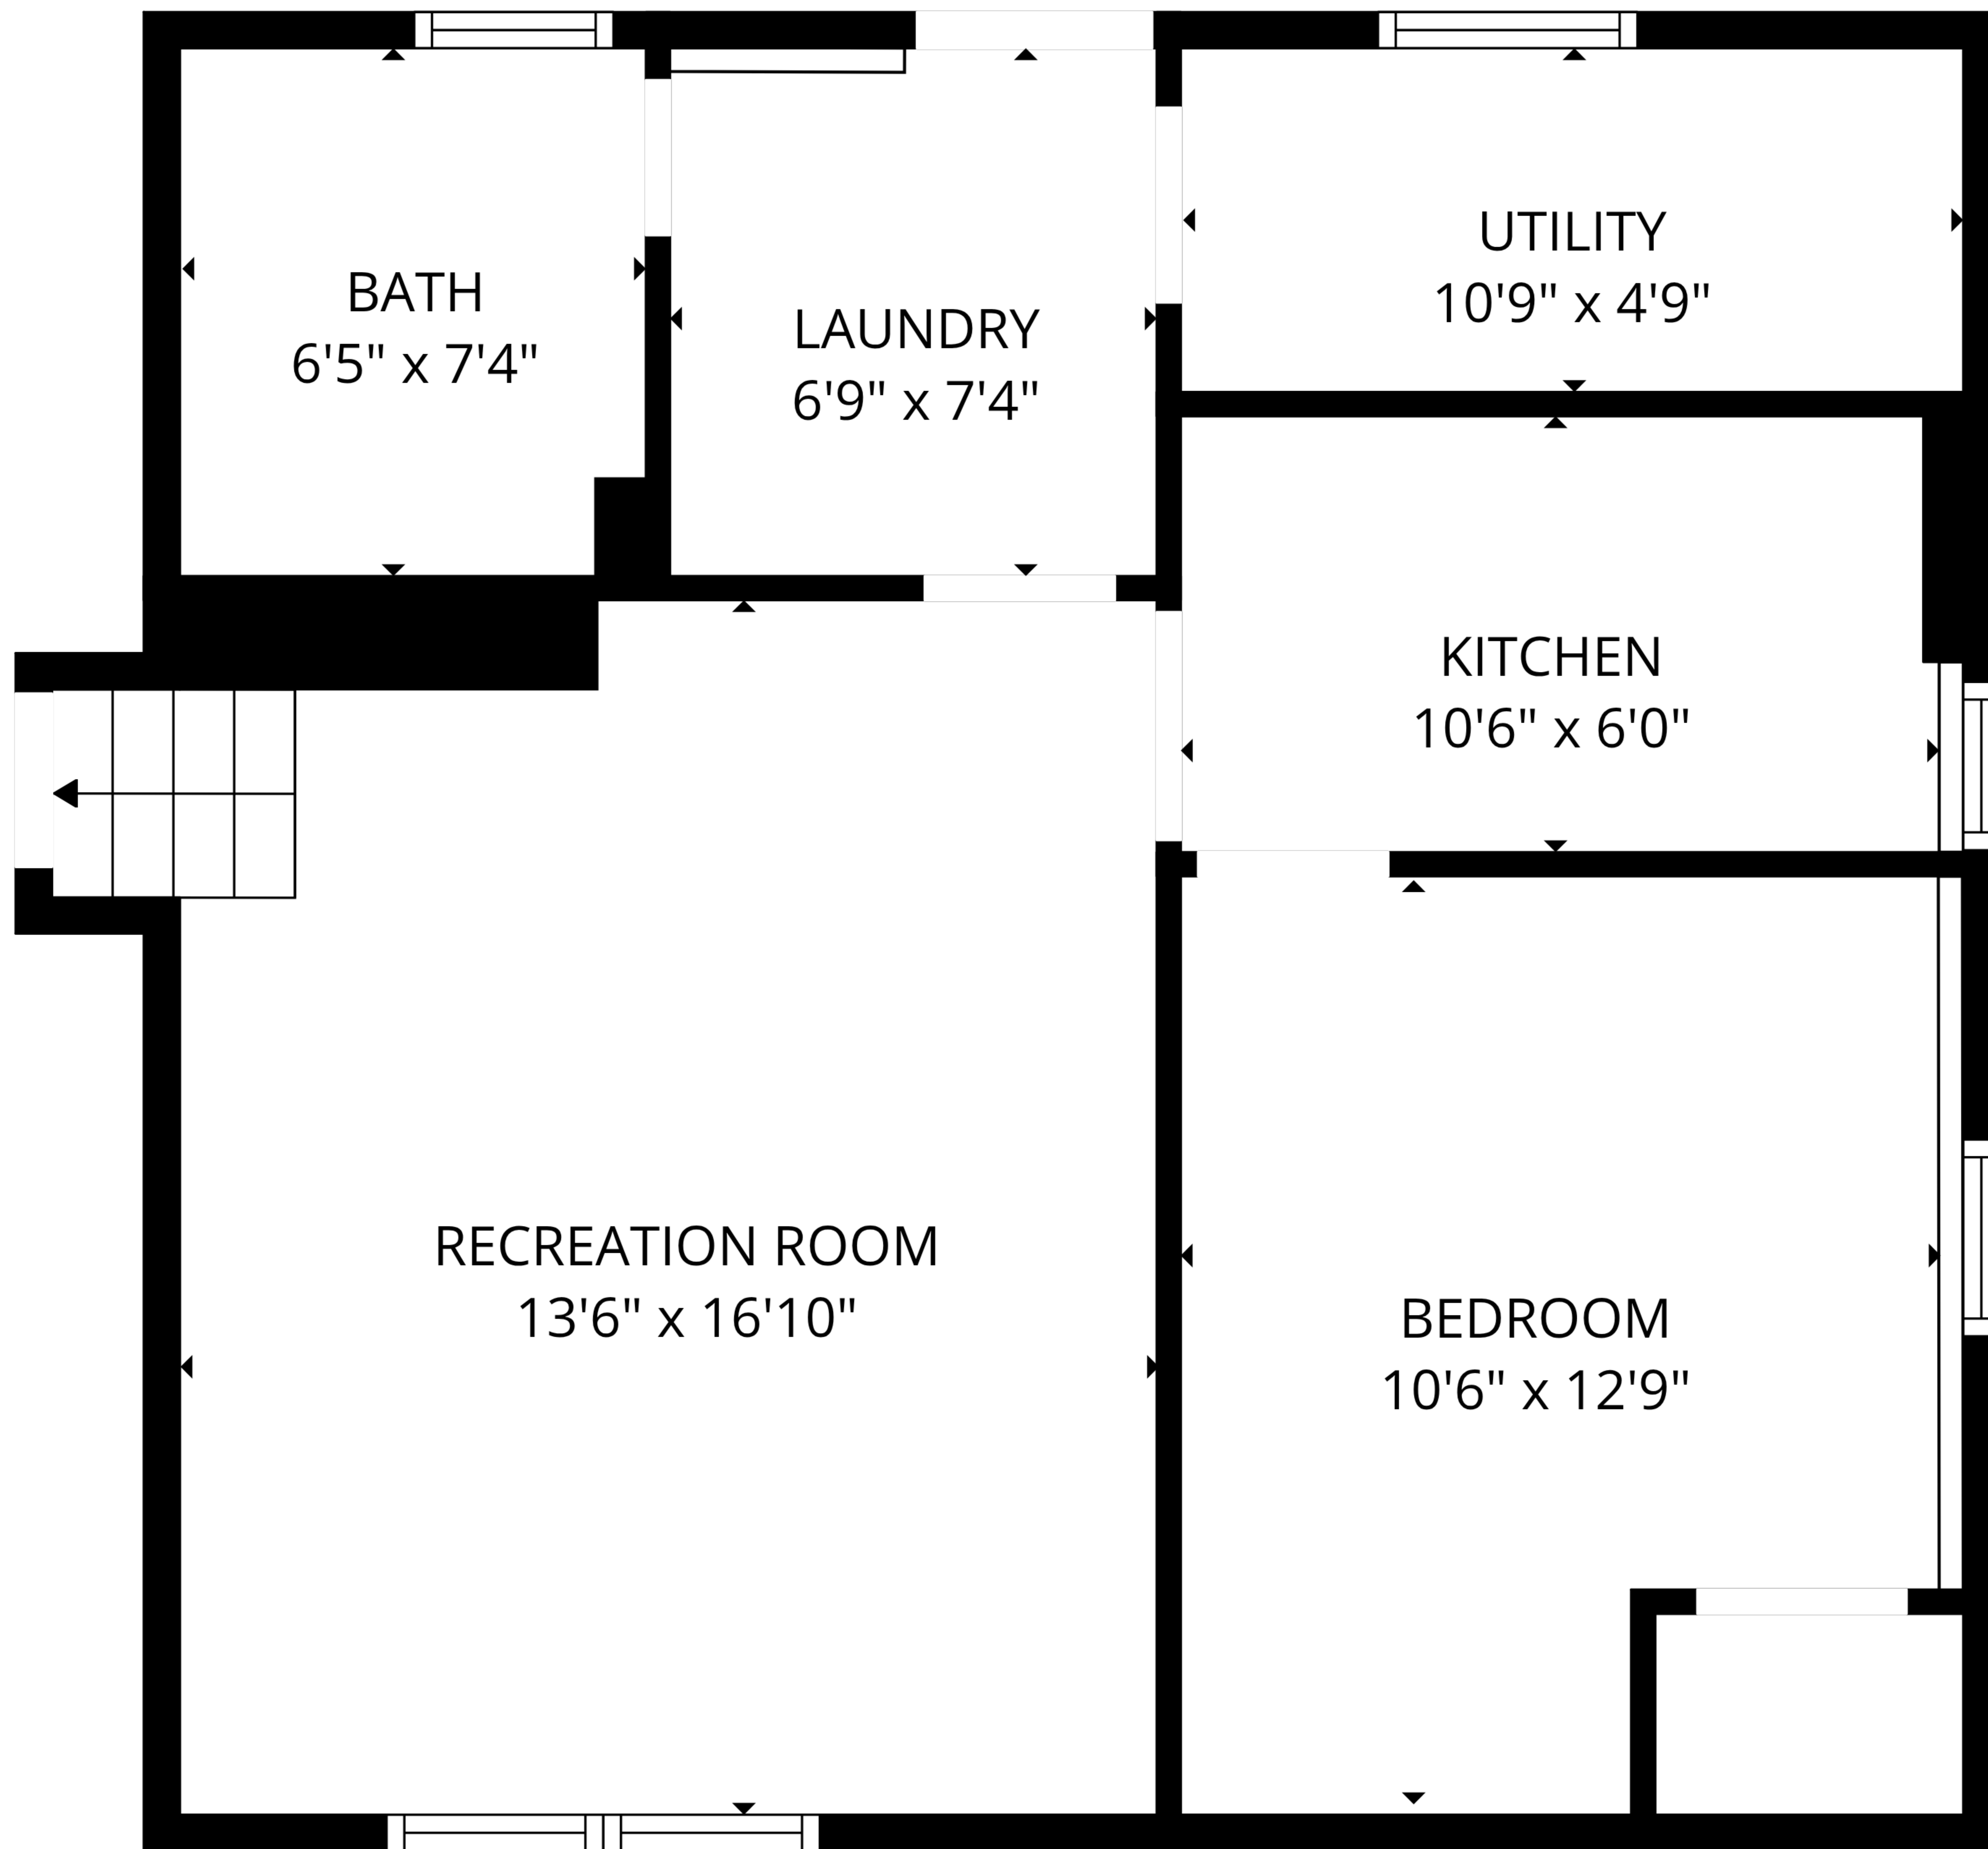 BATH
6'5" x 7'4"
LAUNDRY
6'9" x 7'4"
UTILITY
10'9" x 4'9"
KITCHEN
10'6" x 6'0"
RECREATION ROOM
13'6" x 16'10"
BEDROOM
10'6" x 12'9"